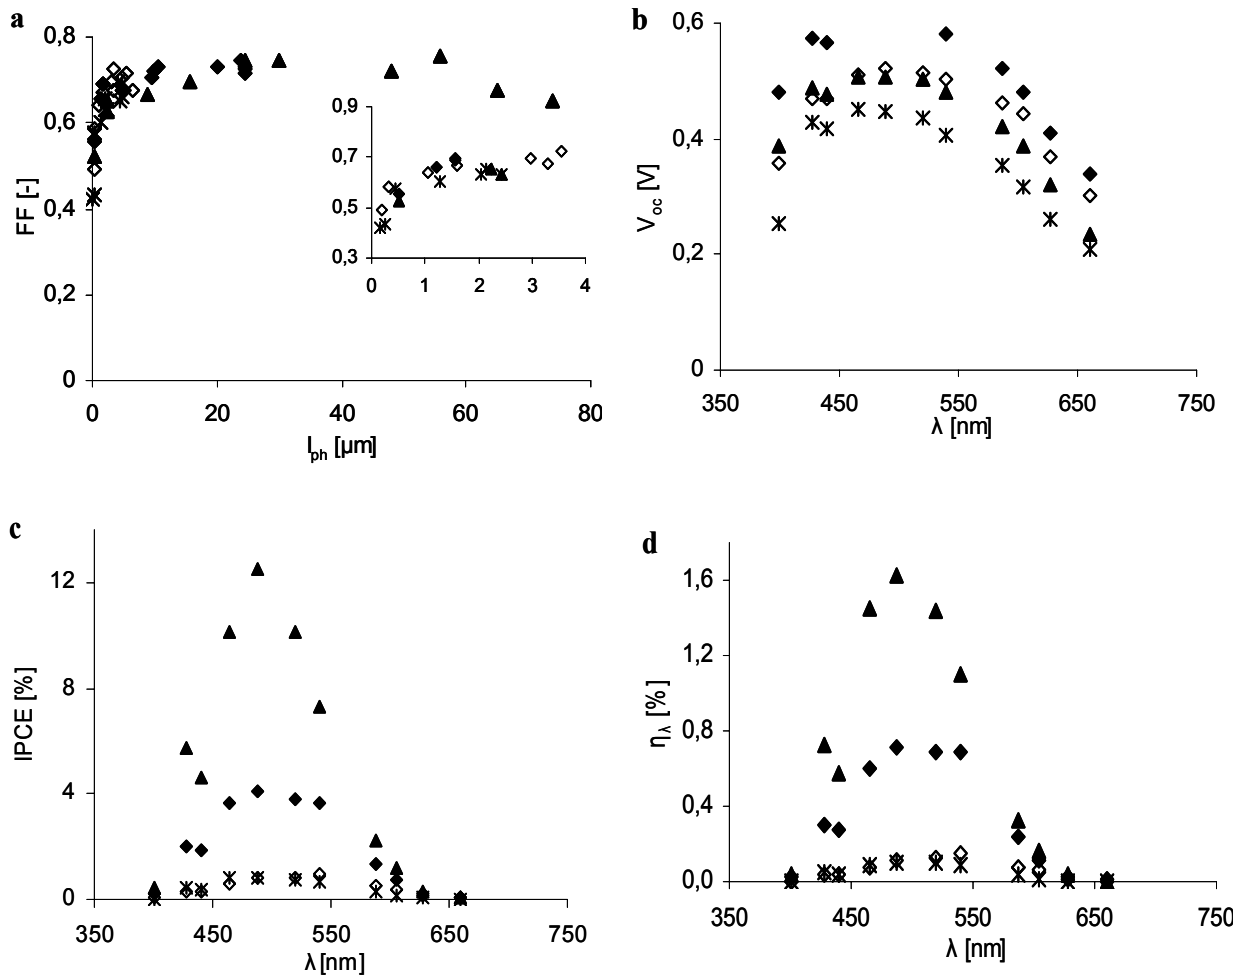 a
0,8
0,6
0,4
0,2
0
FF [-]
0 20 40 60 80
Iph [µm]
0,9
0,7
0,5
0,3
0 1 2 3 4
b
0,6
0,4
0,2
0
Voc [V]
350 450 550 650 750
λ [nm]
c
12
8
4
0
IPCE [%]
350 450 550 650 750
λ [nm]
d
1,6
1,2
0,8
0,4
0,0
ηλ [%]
350 450 550 650 750
λ [nm]